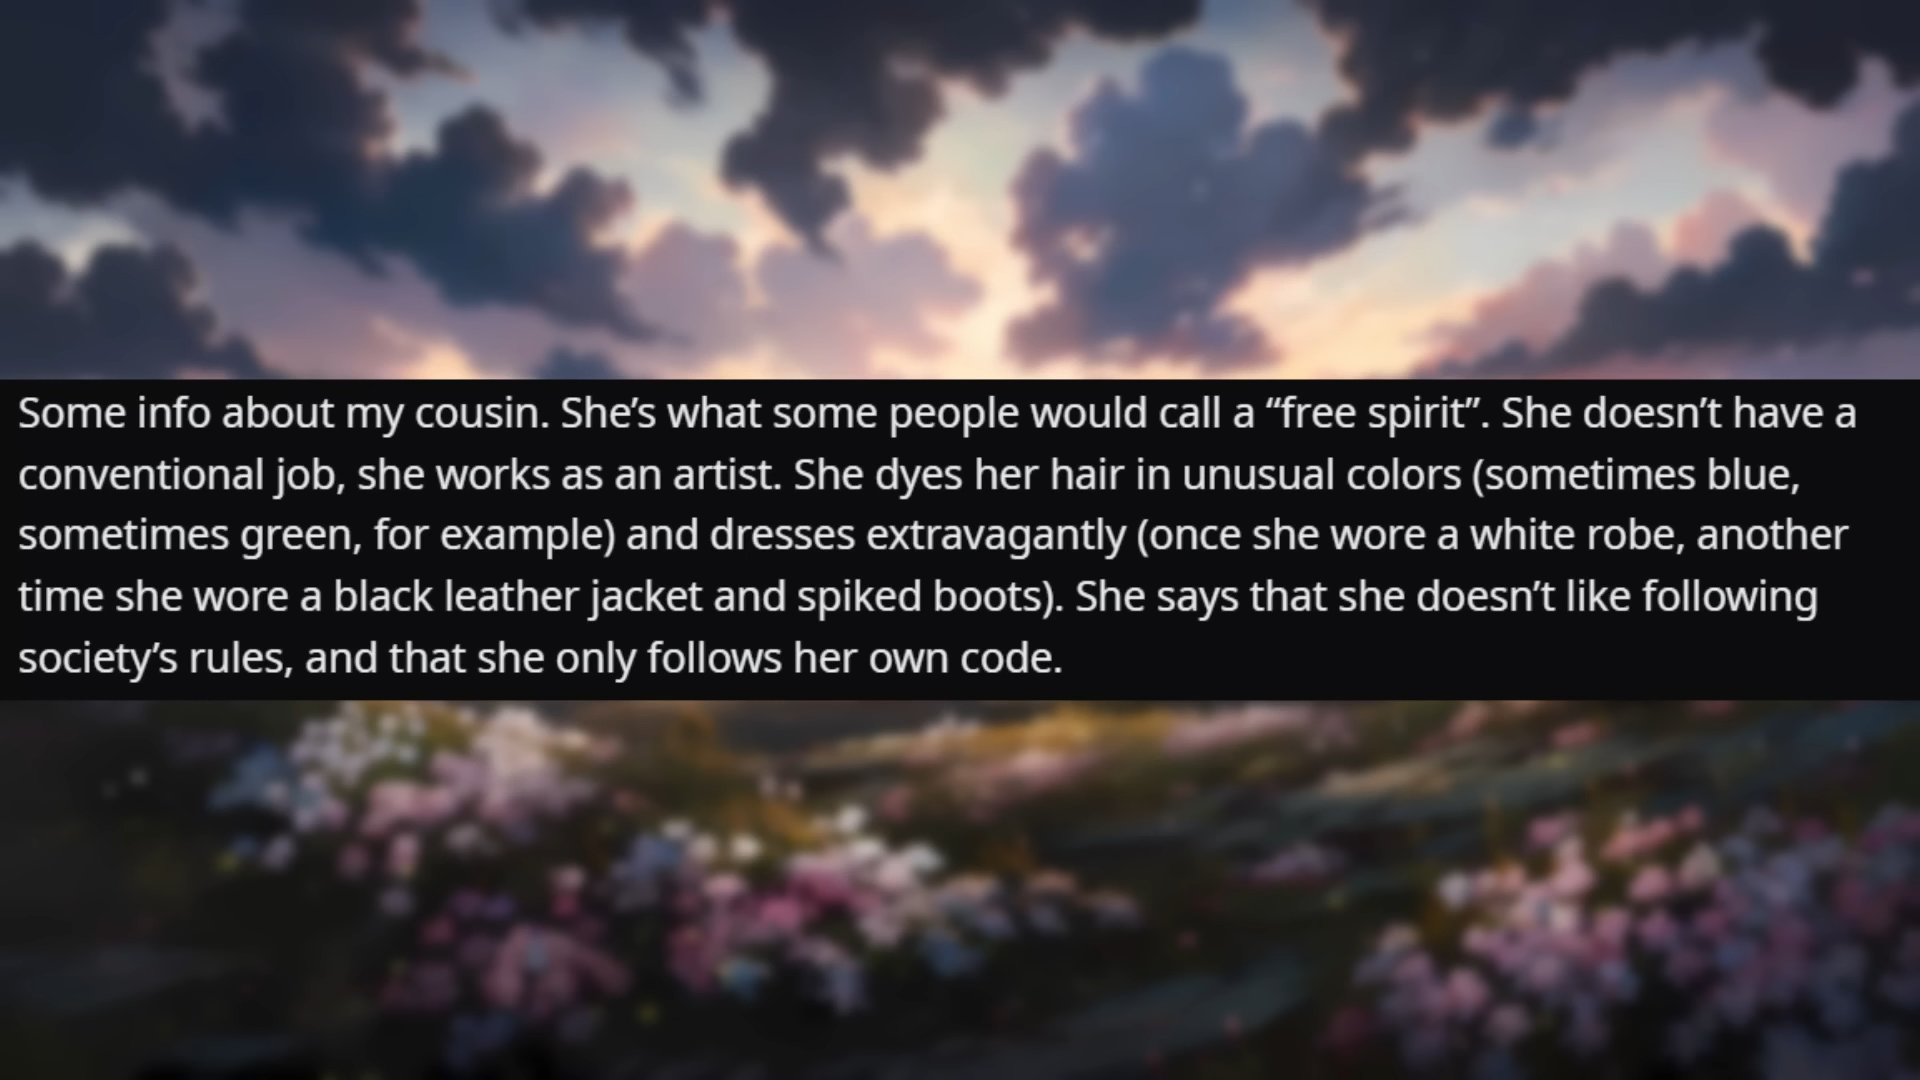 Some info about my cousin. She’s what some people would call a “free spirit”. She doesn’t have a
conventional job, she works as an artist. She dyes her hair in unusual colors (sometimes blue,
sometimes green, for example) and dresses extravagantly (once she wore a white robe, another
time she wore a black leather jacket and spiked boots). She says that she doesn’t like following
society’s rules, and that she only follows her own code.